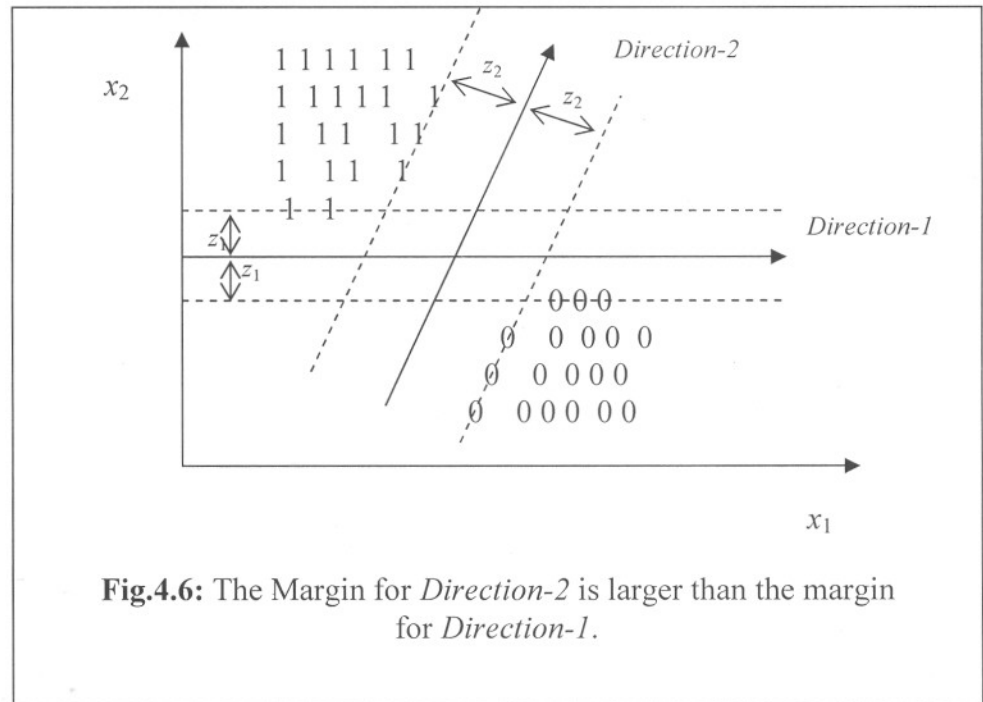 1 1 1 1 1 1
Direction-2
x2
z2
1 1 1 1 1 1
z2
1 1 1 1 1
1 1 1 1
1 1
Direction-1
z1
z1
0 0 0
0 0 0 0 0
0 0 0 0 0
0 0 0 0 0 0
x1
Fig.4.6: The Margin for Direction-2 is larger than the margin
for Direction-1.